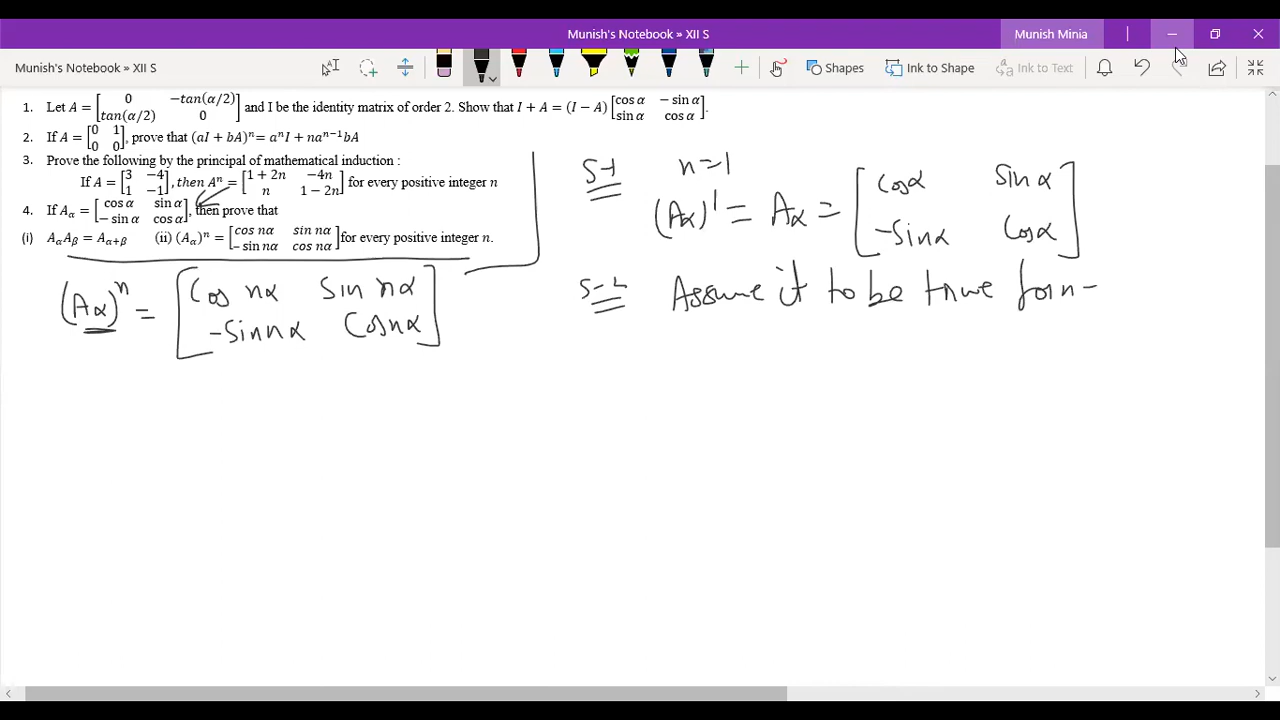 Munish's Notebook » XII S
Munish Minia
Munish's Notebook » XII S
Shapes
Ink to Shape
Ink to Text
1. Let A = [0 −tan(α/2) tan(α/2) 0] and I be the identity matrix of order 2. Show that I + A = (I − A) [cos α − sin α sin α cos α].
2. If A = [0 1 0 0], prove that (aI + bA)ⁿ= aⁿI + naⁿ⁻¹bA
3. Prove the following by the principal of mathematical induction :
If A = [3 −4 1 −1], then Aⁿ = [1 + 2n −4n n 1 − 2n] for every positive integer n
4. If Aα = [cos α sin α − sin α cos α], then prove that
(i) AαAβ = Aα+β (ii) (Aα)ⁿ = [cos nα sin nα − sin nα cos nα] for every positive integer n.
(Aα)ⁿ = [Cos nα Sin nα
-Sin nα Cos nα]
S-1 n=1
(Aα)¹ = Aα = [Cosα Sinα
-Sinα Cosα]
S-2 Assume it to be true for n-